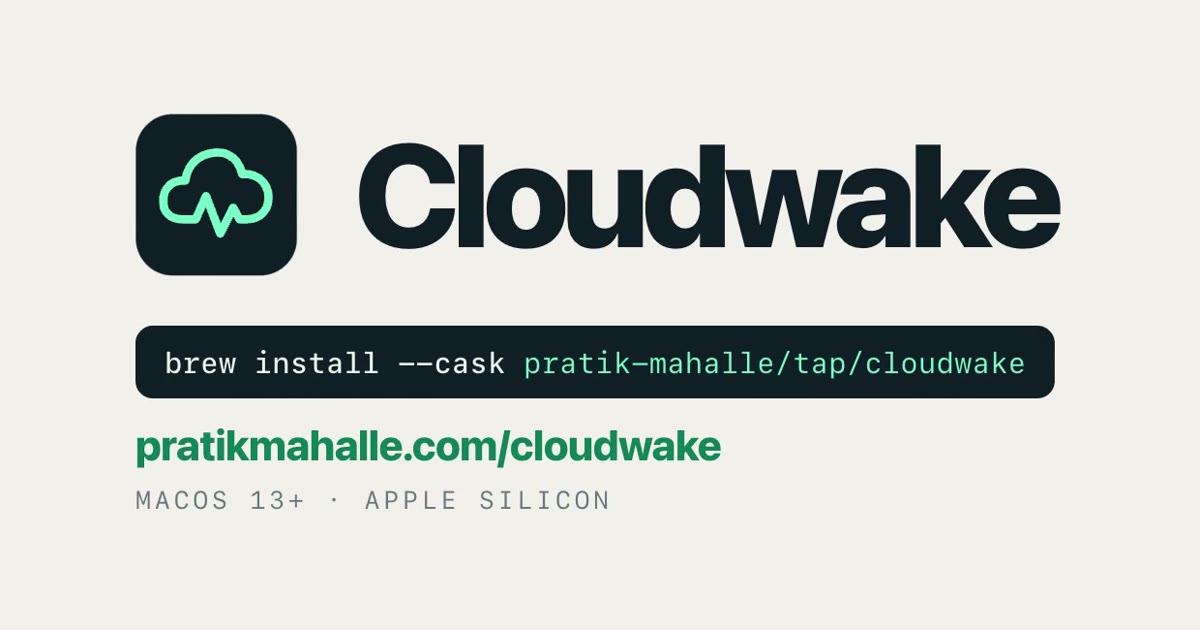 Cloudwake
brew install --cask pratik-mahalle/tap/cloudwake
pratikmahalle.com/cloudwake
MACOS 13+ · APPLE SILICON